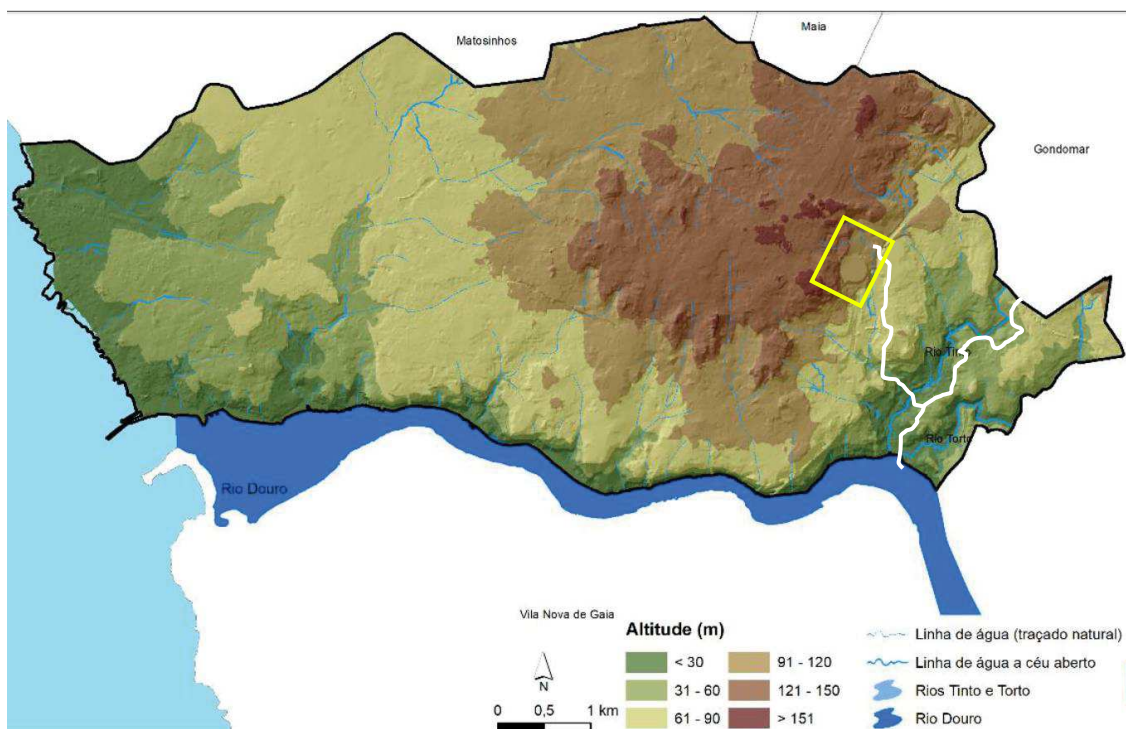 Maia
Matosinhos
Gondomar
Rio Tinto
Rio Torto
Rio Douro
Vila Nova de Gaia
Altitude (m)
< 30
31 - 60
61 - 90
91 - 120
121 - 150
> 151
N
0 0,5 1 km
Linha de água (traçado natural)
Linha de água a céu aberto
Rios Tinto e Torto
Rio Douro